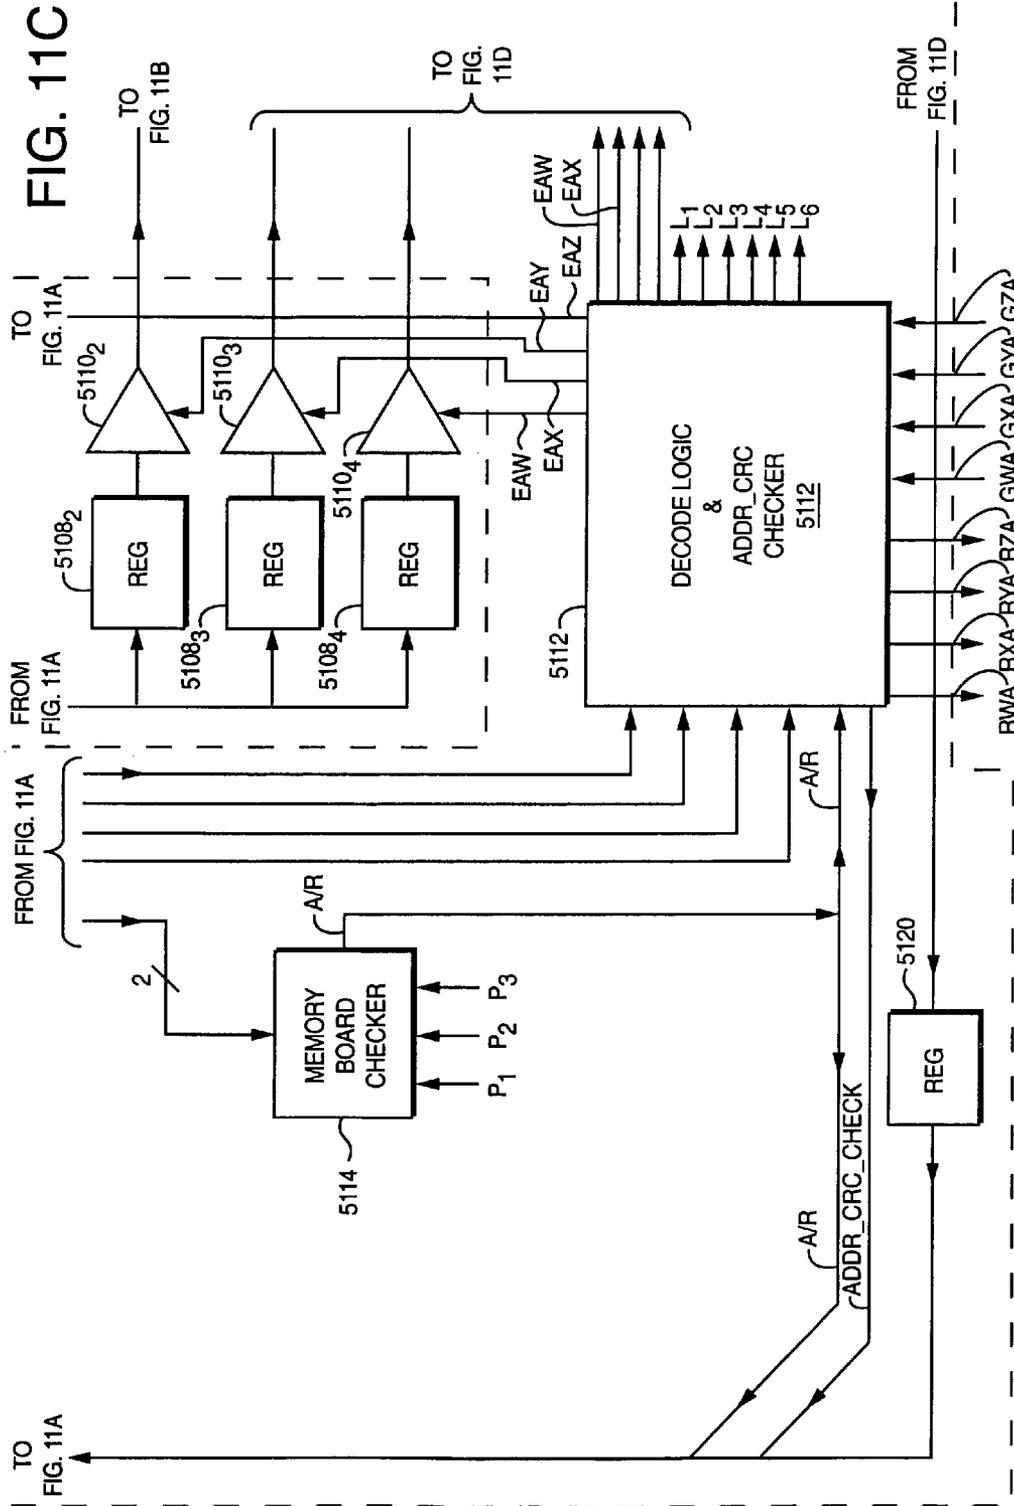 FIG. 11C
TO
FIG. 11A
FROM FIG. 11A
FROM
FIG. 11A
TO
FIG. 11A
TO
FIG. 11B
2
5108₂
REG
5110₂
5108₃
REG
5110₃
5108₄
REG
5110₄
TO
FIG.
11D
5114
MEMORY
BOARD
CHECKER
A/R
P₁
P₂
P₃
EAW
EAX
EAY
EAZ
EAW
EAX
5112
DECODE LOGIC
&
ADDR_CRC
CHECKER
5112
L₁
L₂
L₃
L₄
L₅
L₆
A/R
A/R
ADDR_CRC_CHECK
5120
REG
FROM
FIG. 11D
RWA
RXA
RYA
RZA
GWA
GXA
GYA
GZA